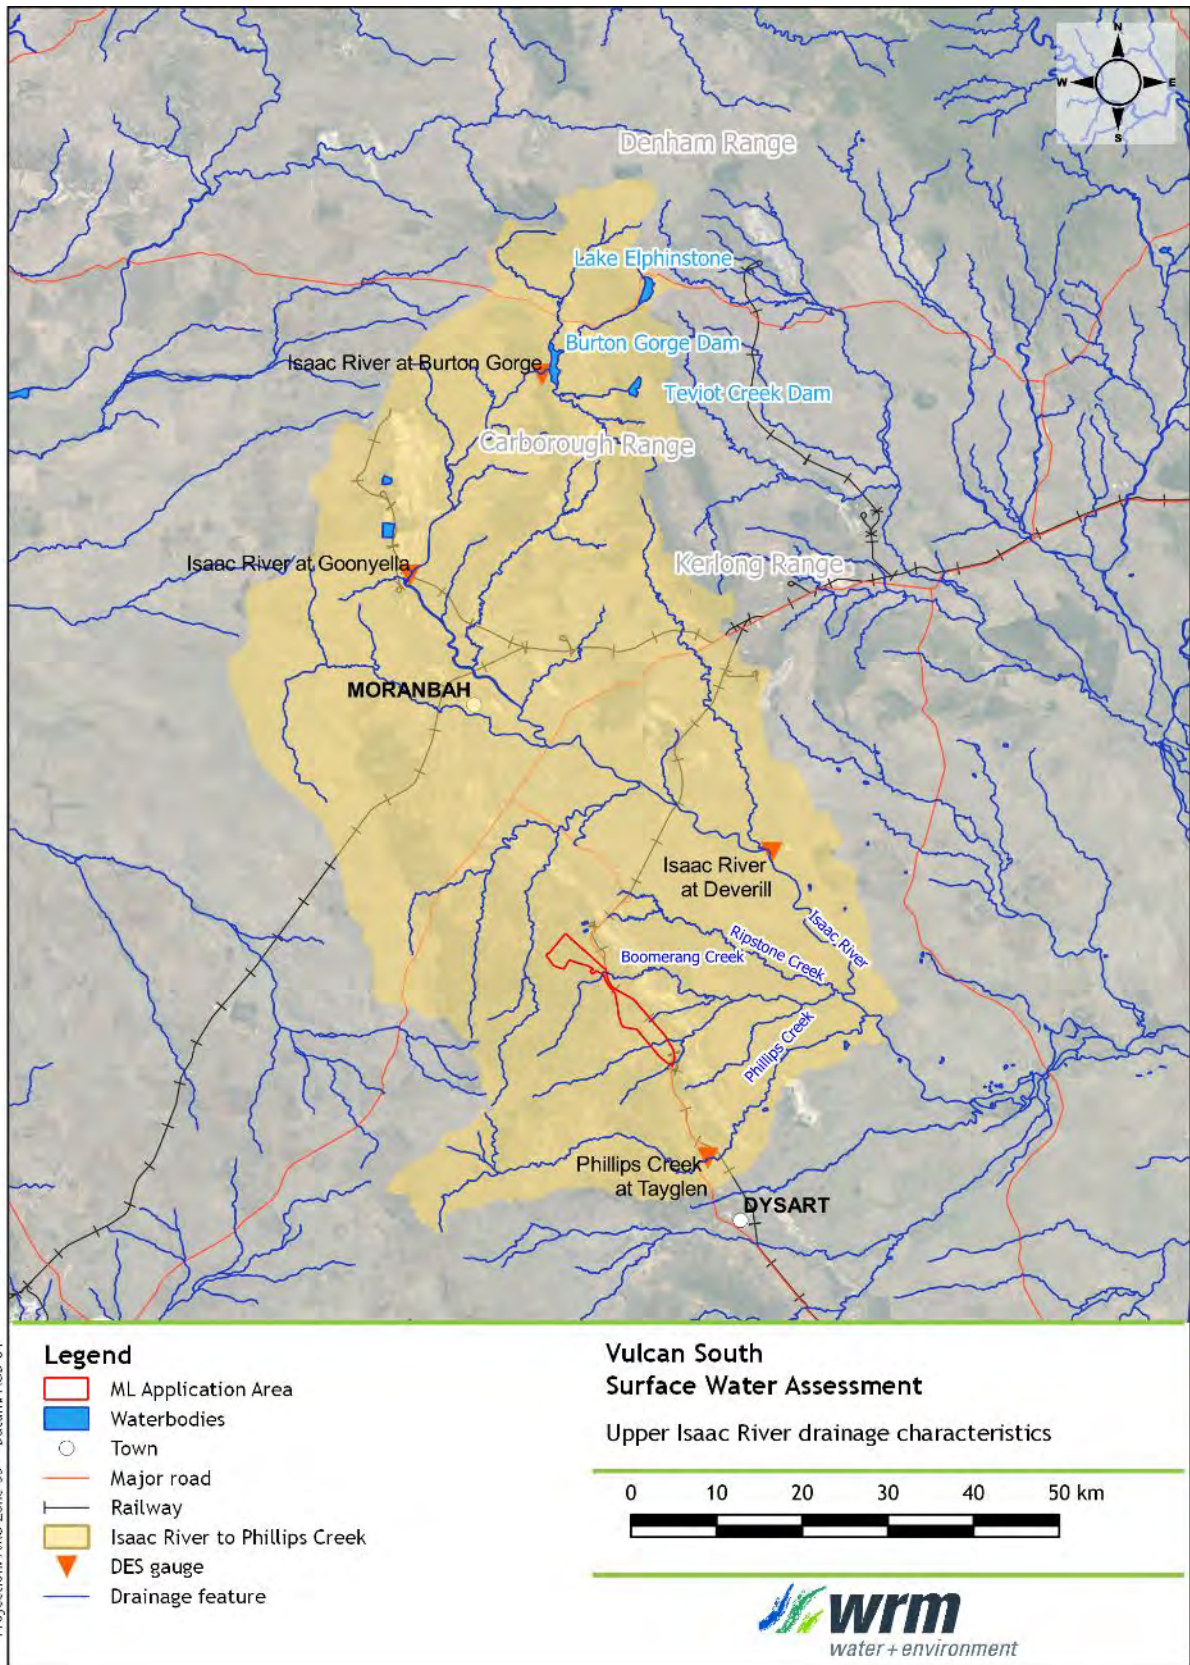 N
W
E
S
Denham Range
Lake Elphinstone
Burton Gorge Dam
Isaac River at Burton Gorge
Teviot Creek Dam
Carborough Range
Isaac River at Goonyella
Kerlong Range
MORANBAH
Isaac River
at Deverill
Isaac River
Ripstone Creek
Boomerang Creek
Phillips Creek
Phillips Creek
at Tayglen
DYSART
Legend
ML Application Area
Waterbodies
Town
Major road
Railway
Isaac River to Phillips Creek
DES gauge
Drainage feature
Vulcan South
Surface Water Assessment
Upper Isaac River drainage characteristics
0 10 20 30 40 50 km
wrm
water + environment